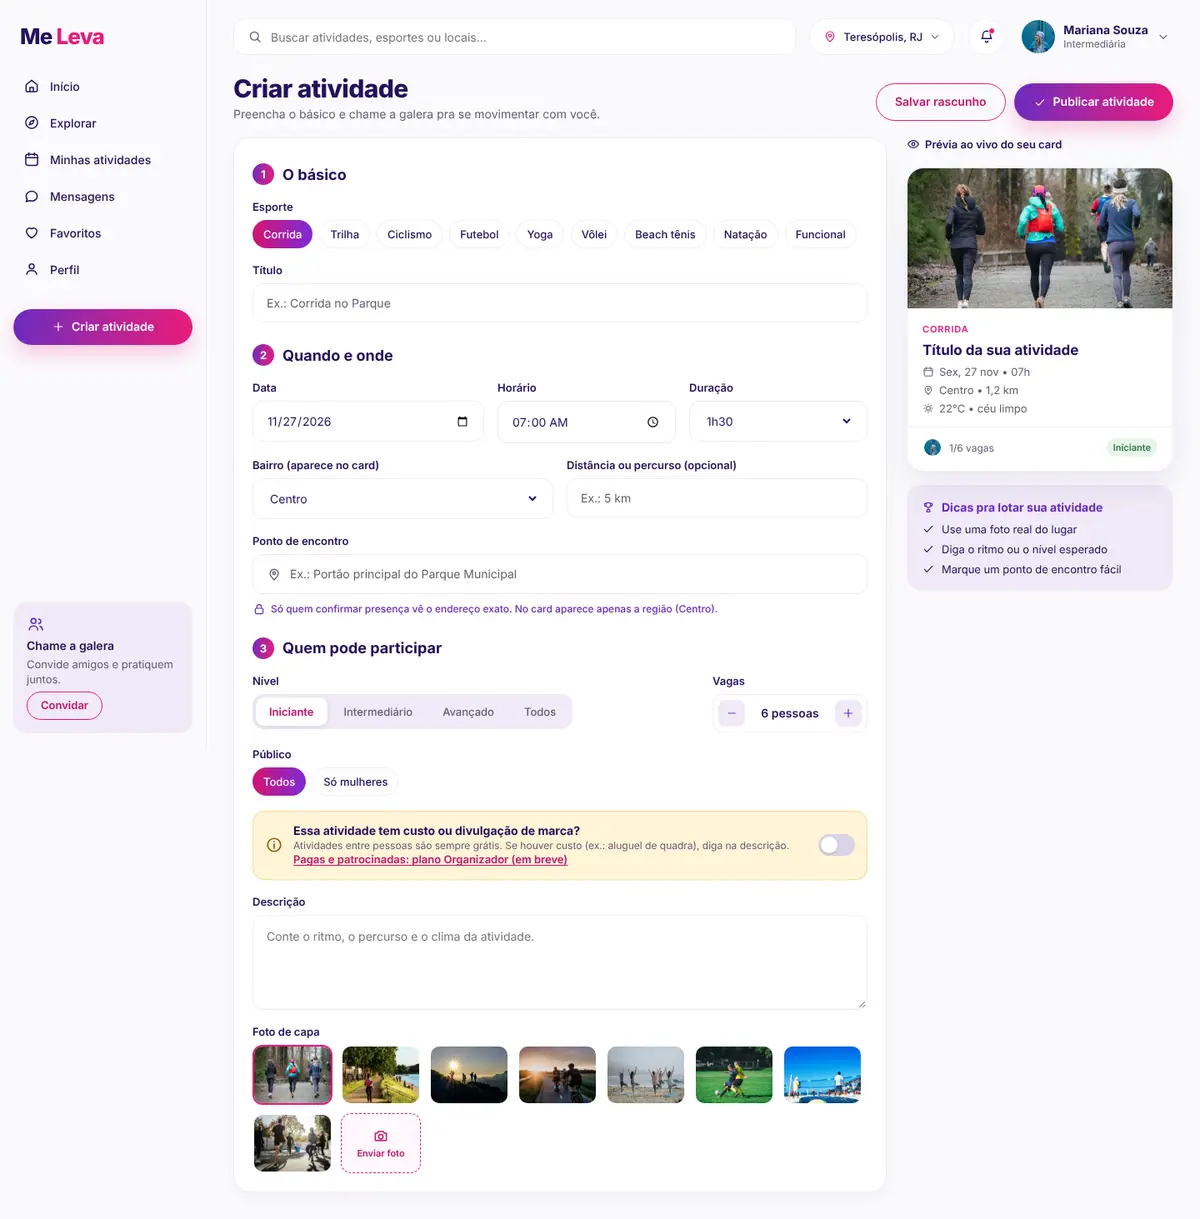 Me Leva
Buscar atividades, esportes ou locais...
Teresópolis, RJ
Mariana Souza
Intermediária
Início
Explorar
Minhas atividades
Mensagens
Favoritos
Perfil
+ Criar atividade
Chame a galera
Convide amigos e pratiquem
juntos.
Convidar
Criar atividade
Preencha o básico e chame a galera pra se movimentar com você.
Salvar rascunho
Publicar atividade
1 O básico
Esporte
Corrida Trilha Ciclismo Futebol Yoga Vôlei Beach tênis Natação Funcional
Título
Ex.: Corrida no Parque
2 Quando e onde
Data Horário Duração
11/27/2026 07:00 AM 1h30
Bairro (aparece no card) Distância ou percurso (opcional)
Centro Ex.: 5 km
Ponto de encontro
Ex.: Portão principal do Parque Municipal
Só quem confirmar presença vê o endereço exato. No card aparece apenas a região (Centro).
3 Quem pode participar
Nível Vagas
Iniciante Intermediário Avançado Todos − 6 pessoas +
Público
Todos Só mulheres
Essa atividade tem custo ou divulgação de marca?
Atividades entre pessoas são sempre grátis. Se houver custo (ex.: aluguel de quadra), diga na descrição.
Pagas e patrocinadas: plano Organizador (em breve)
Descrição
Conte o ritmo, o percurso e o clima da atividade.
Foto de capa
Enviar foto
Prévia ao vivo do seu card
CORRIDA
Título da sua atividade
Sex, 27 nov • 07h
Centro • 1,2 km
22°C • céu limpo
1/6 vagas Iniciante
Dicas pra lotar sua atividade
Use uma foto real do lugar
Diga o ritmo ou o nível esperado
Marque um ponto de encontro fácil